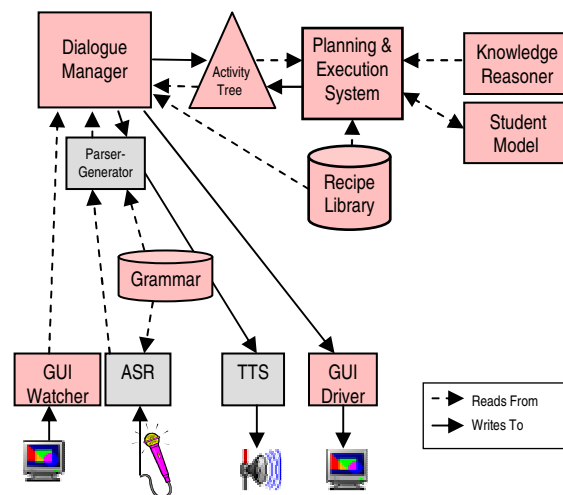 Dialogue
Manager
Activity
Tree
Planning &
Execution
System
Knowledge
Reasoner
Student
Model
Parser-
Generator
Recipe
Library
Grammar
GUI
Watcher
ASR
TTS
GUI
Driver
Reads From
Writes To